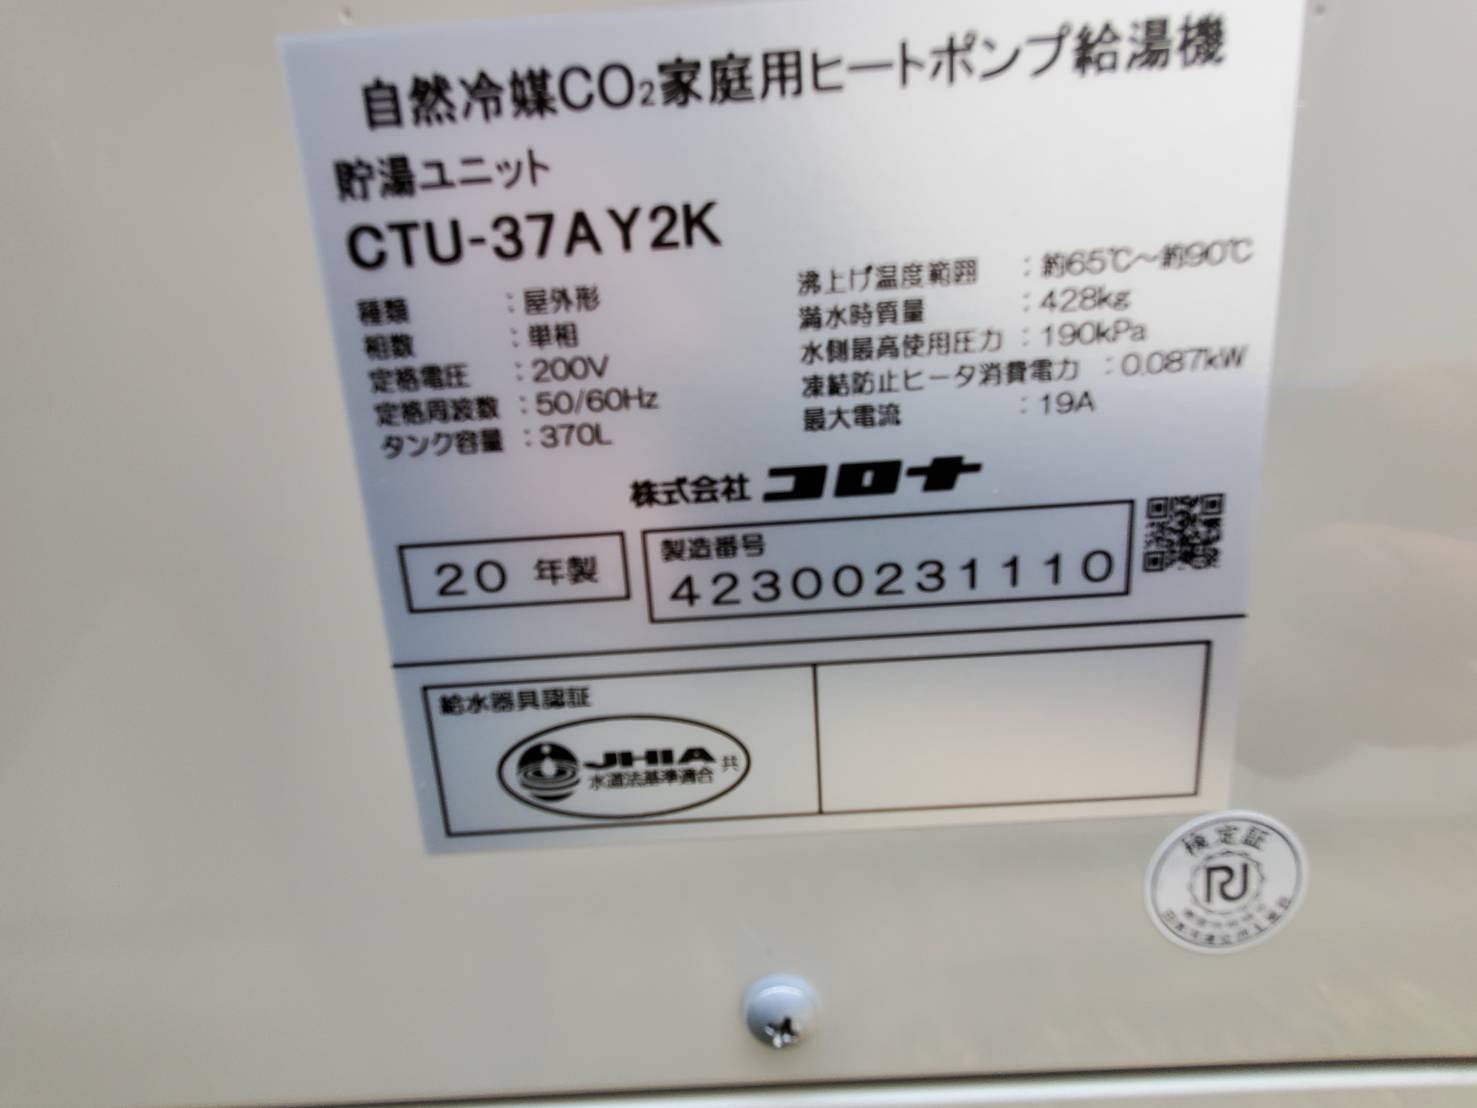 自然冷媒CO₂家庭用ヒートポンプ給湯機
貯湯ユニット
CTU-37AY2K
種類 ：屋外形
相数 ：単相
定格電圧 ：200V
定格周波数 ：50/60Hz
タンク容量 ：370L
沸上げ温度範囲 ：約65℃～約90℃
満水時質量 ：428kg
水側最高使用圧力 ：190kPa
凍結防止ヒータ消費電力 ：0.087kW
最大電流 ：19A
株式会社 コロナ
20 年製
製造番号
42300231110
給水器具認証
JHIA
水道法基準適合
共
検定証
RJ